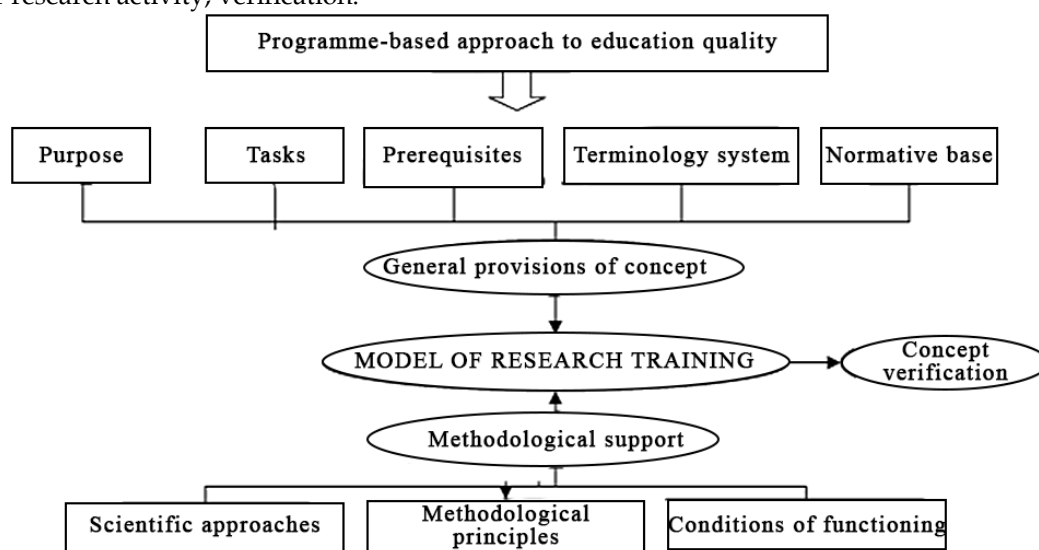 research activity, verification.
Programme-based approach to education quality
Purpose
Tasks
Prerequisites
Terminology system
Normative base
General provisions of concept
MODEL OF RESEARCH TRAINING
Concept
verification
Methodological support
Scientific approaches
Methodological
principles
Conditions of functioning